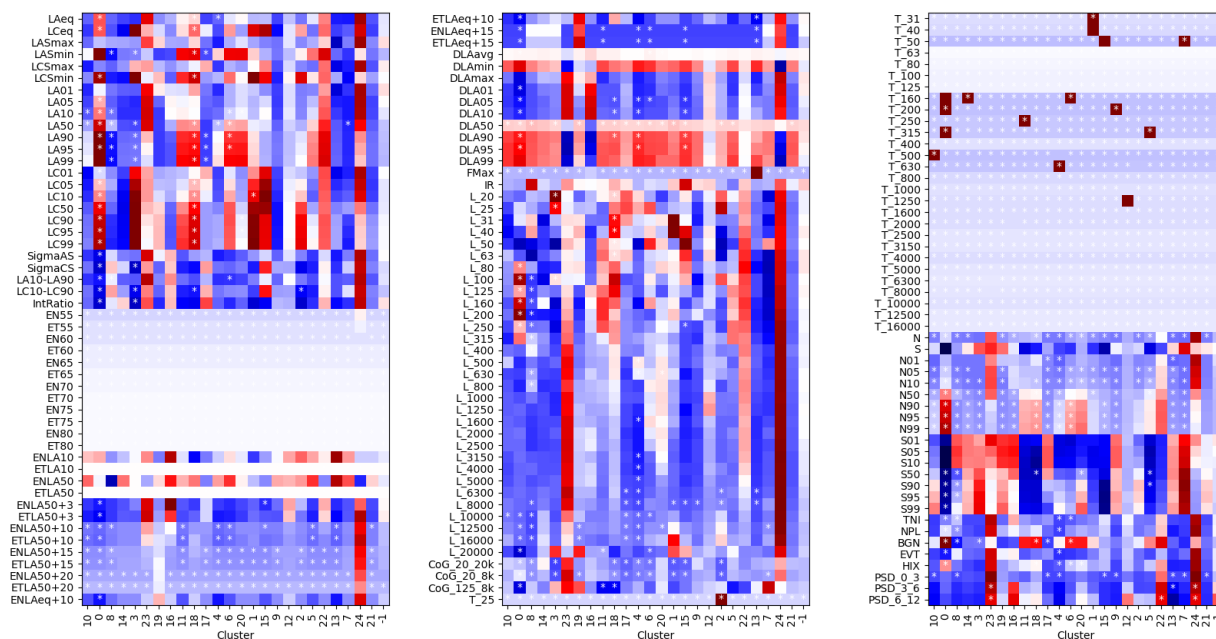 LAeq
LCeq
LASmax
LASmin
LCSmax
LCSmin
LA01
LA05
LA10
LA50
LA90
LA95
LA99
LC01
LC05
LC10
LC50
LC90
LC95
LC99
SigmaAS
SigmaCS
LA10-LA90
LC10-LC90
IntRatio
EN55
ET55
EN60
ET60
EN65
ET65
EN70
ET70
EN75
ET75
EN80
ET80
ENLA10
ETLA10
ENLA50
ETLA50
ENLA50+3
ETLA50+3
ENLA50+10
ETLA50+10
ENLA50+15
ETLA50+15
ENLA50+20
ETLA50+20
ENLAeq+10
10 0 8 14 3 23 19 16 11 18 17 6 20 4 1 15 9 12 2 5 22 13 7 24 21 -1
Cluster
ETLAeq+10
ENLAeq+15
ETLAeq+15
DLAavg
DLAmin
DLAmax
DLA01
DLA05
DLA10
DLA50
DLA90
DLA95
DLA99
FMax
IR
L_20
L_25
L_31
L_40
L_50
L_63
L_80
L_100
L_125
L_160
L_200
L_250
L_315
L_400
L_500
L_630
L_800
L_1000
L_1250
L_1600
L_2000
L_2500
L_3150
L_4000
L_5000
L_6300
L_8000
L_10000
L_12500
L_16000
L_20000
CoG_20_20k
CoG_20_8k
CoG_125_8k
T_25
10 0 8 14 3 23 19 16 11 18 17 4 6 20 1 15 9 12 2 5 22 13 7 24 21 -1
Cluster
T_31
T_40
T_50
T_63
T_80
T_100
T_125
T_160
T_200
T_250
T_315
T_400
T_500
T_630
T_800
T_1000
T_1250
T_1600
T_2000
T_2500
T_3150
T_4000
T_5000
T_6300
T_8000
T_10000
T_12500
T_16000
N
S
N01
N05
N10
N50
N90
N95
N99
S01
S05
S10
S50
S90
S95
S99
TNI
NPL
BGN
EVT
HIX
PSD_0_3
PSD_3_6
PSD_6_12
10 0 8 14 3 23 19 16 11 18 17 4 6 20 1 15 9 12 2 5 22 13 7 24 21 -1
Cluster